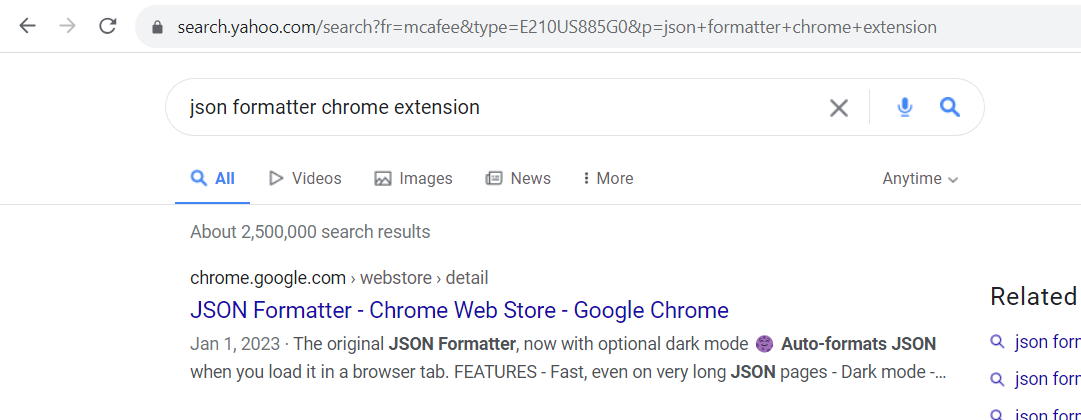 search.yahoo.com/search?fr=mcafee&type=E210US885G0&p=json+formatter+chrome+extension
json formatter chrome extension
All Videos Images News More Anytime
About 2,500,000 search results
chrome.google.com › webstore › detail
JSON Formatter - Chrome Web Store - Google Chrome
Jan 1, 2023 · The original JSON Formatter, now with optional dark mode 🌚 Auto-formats JSON
when you load it in a browser tab. FEATURES - Fast, even on very long JSON pages - Dark mode -...
Related
json
json
json